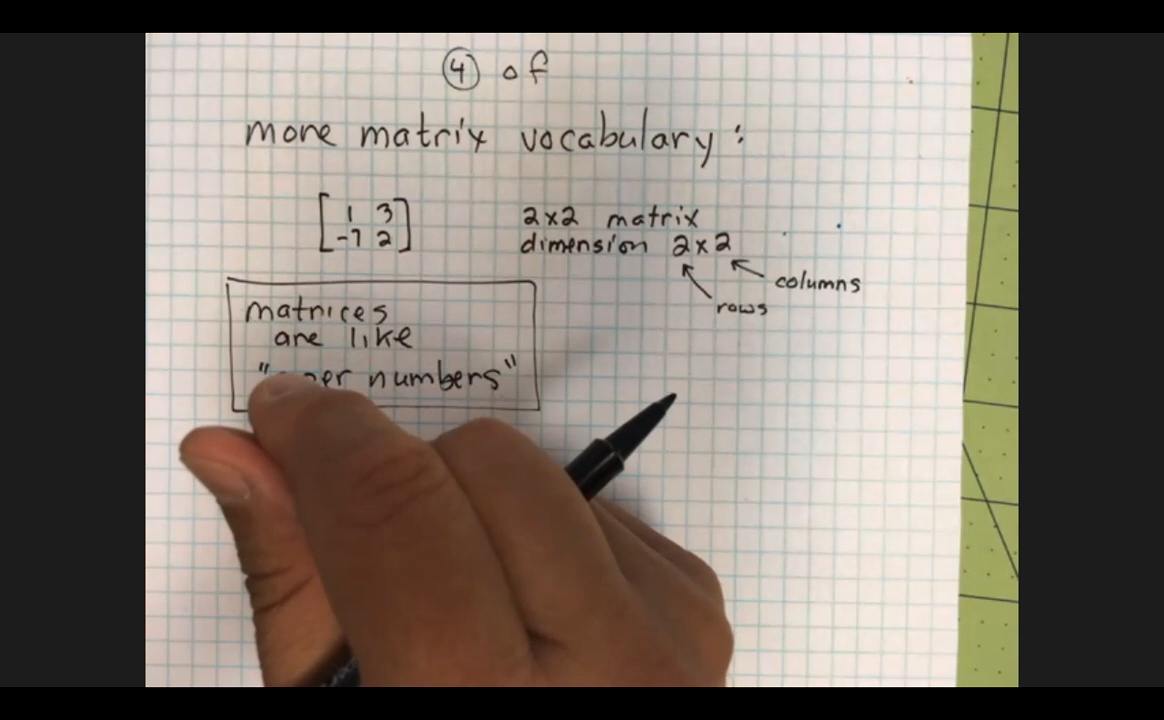 ④ of
more matrix vocabulary:
[ 1 3
-7 2 ]
2x2 matrix
dimension 2x2
columns
rows
matrices
are like
numbers"